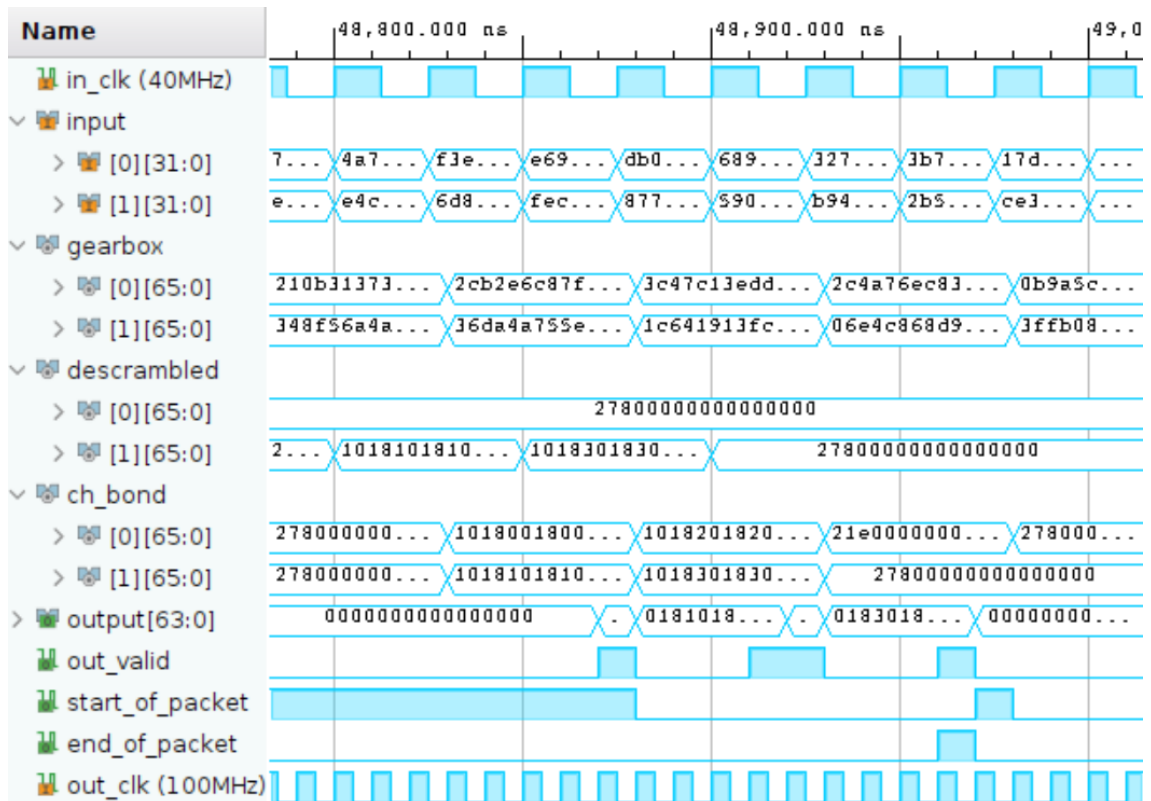 Name 48,800.000 ns 48,900.000 ns 49,0
in_clk (40MHz)
input
[0][31:0] 7... 4a7... f3e... e69... db0... 689... 327... 3b7... 17d... ...
[1][31:0] e... e4c... 6d8... fec... 877... 590... b94... 2b5... ce3... ...
gearbox
[0][65:0] 210b31373... 2cb2e6c87f... 3c47c13edd... 2c4a76ec83... 0b9a5c...
[1][65:0] 348f56a4a... 36da4a755e... 1c641913fc... 06e4c868d9... 3ffb08...
descrambled
[0][65:0] 27800000000000000
[1][65:0] 2... 1018101810... 1018301830... 27800000000000000
ch_bond
[0][65:0] 278000000... 1018001800... 1018201820... 21e0000000... 278000...
[1][65:0] 278000000... 1018101810... 1018301830... 27800000000000000
output[63:0] 0000000000000000 . 0181018... . 0183018... 00000000...
out_valid
start_of_packet
end_of_packet
out_clk (100MHz)